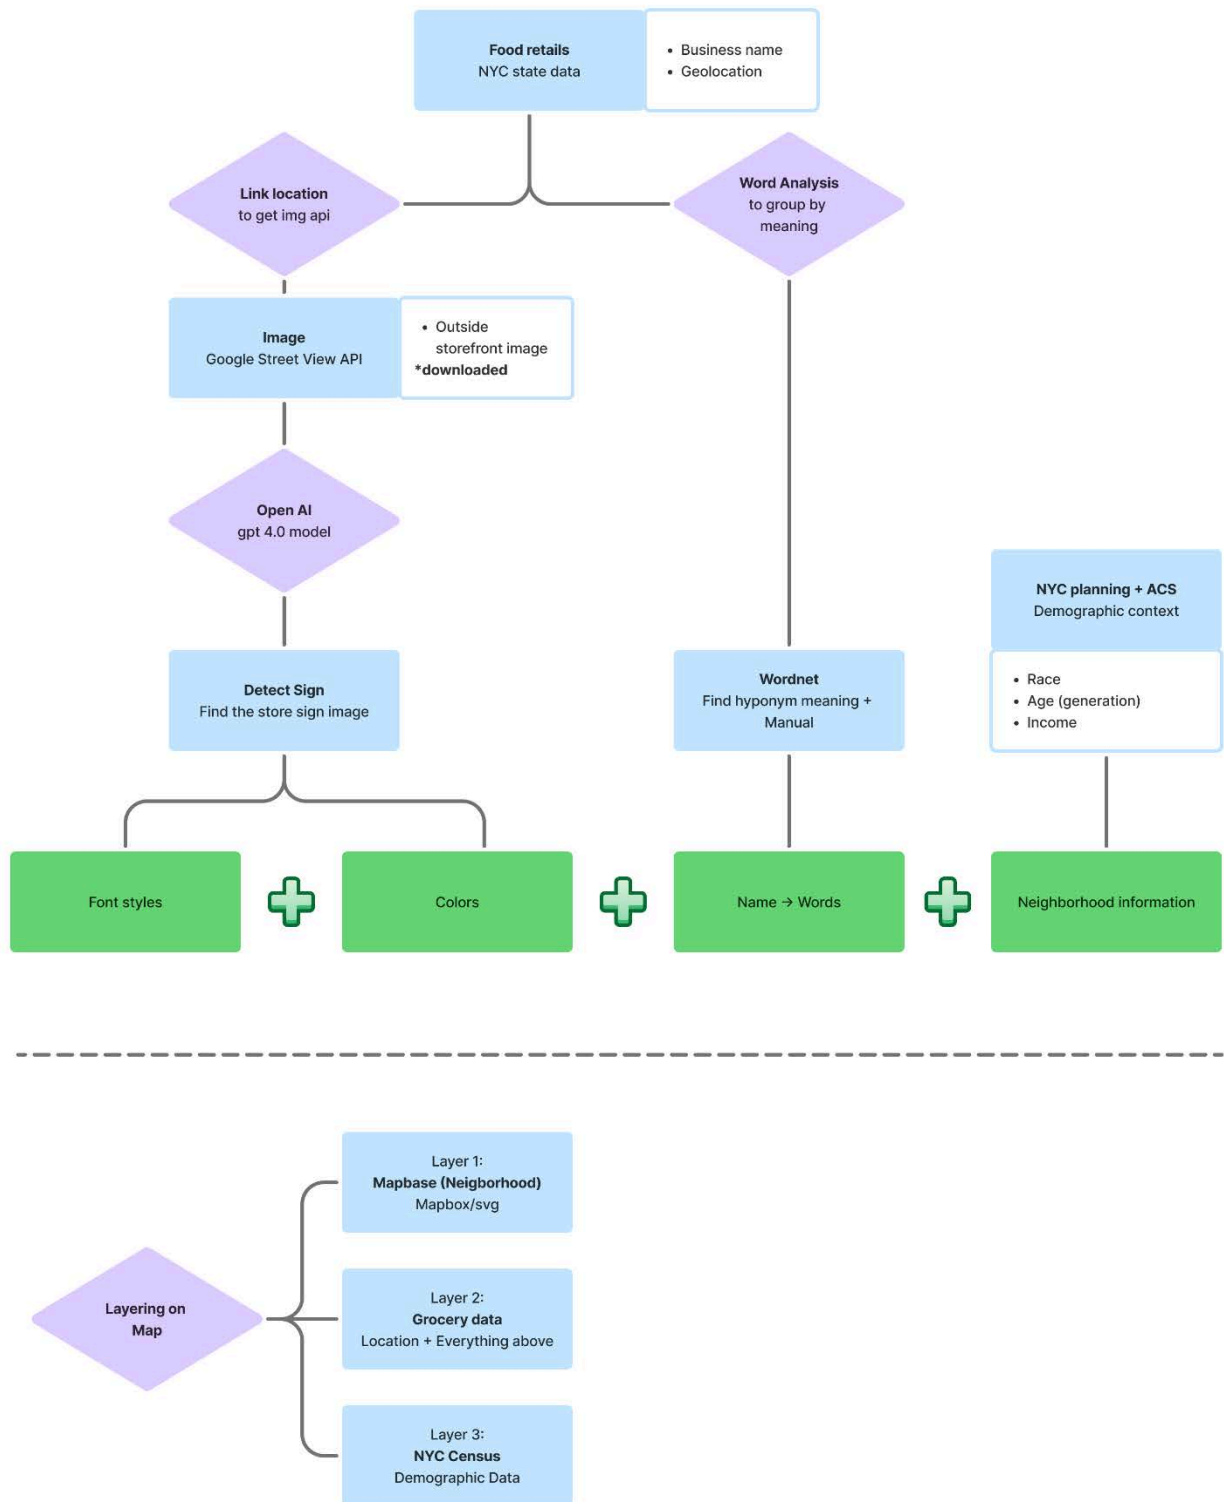 Food retails
NYC state data
• Business name
• Geolocation
Link location
to get img api
Word Analysis
to group by
meaning
Image
Google Street View API
• Outside
storefront image
*downloaded
Open AI
gpt 4.0 model
NYC planning + ACS
Demographic context
• Race
• Age (generation)
• Income
Detect Sign
Find the store sign image
Wordnet
Find hyponym meaning +
Manual
Font styles
Colors
Name → Words
Neighborhood information
Layer 1:
Mapbase (Neigborhood)
Mapbox/svg
Layering on
Map
Layer 2:
Grocery data
Location + Everything above
Layer 3:
NYC Census
Demographic Data